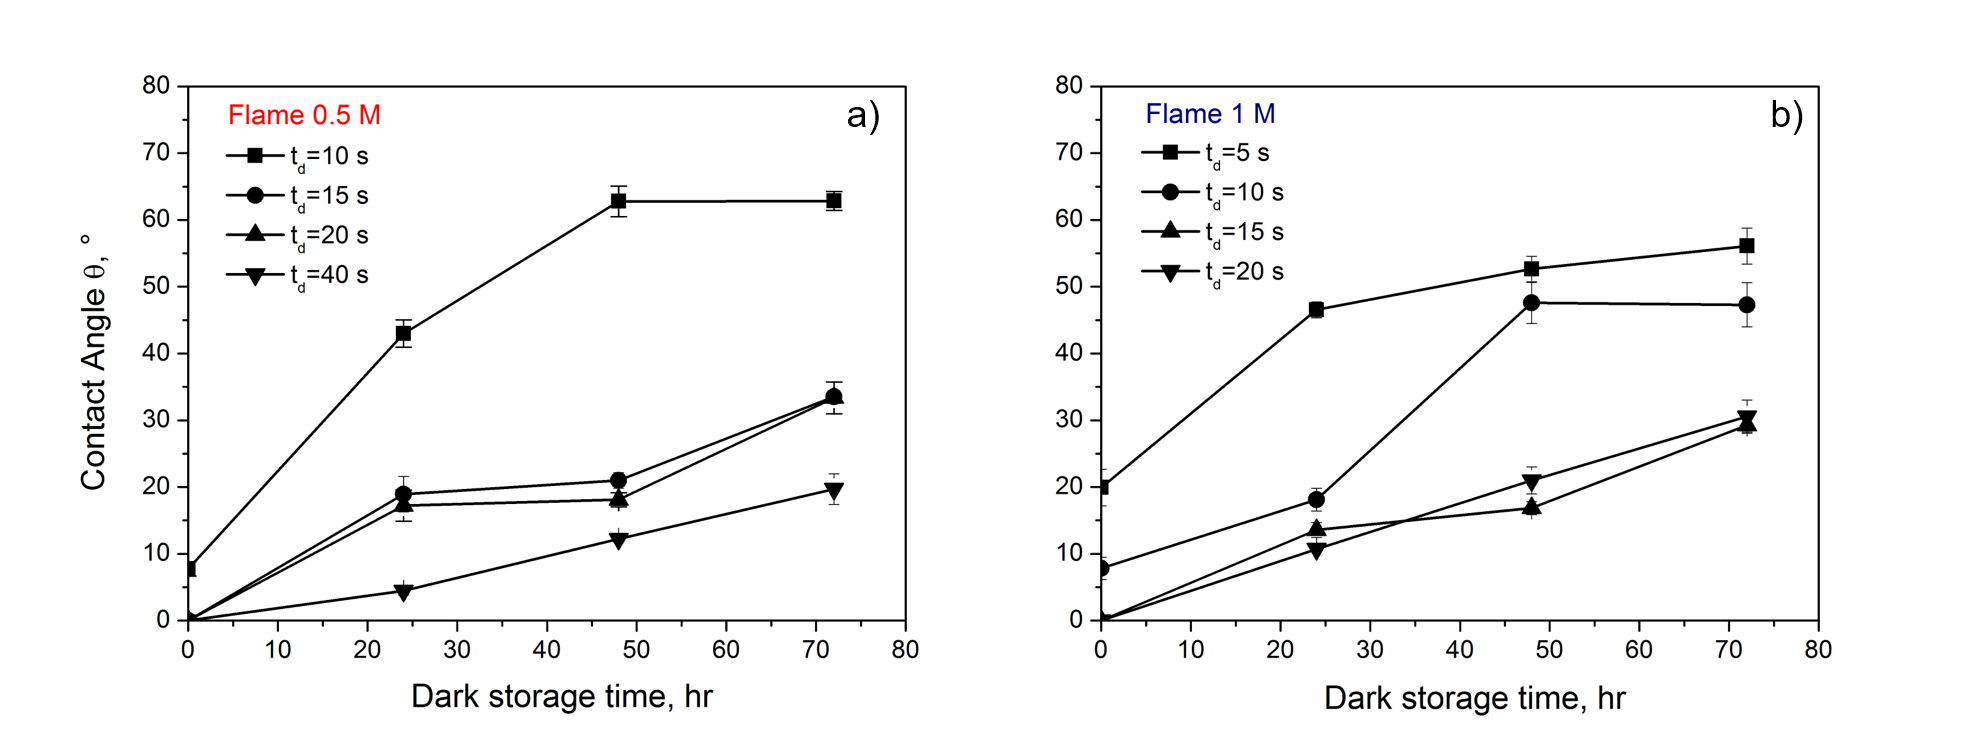 Flame 0.5 M
a)
t_d=10 s
t_d=15 s
t_d=20 s
t_d=40 s
Contact Angle θ, °
80
70
60
50
40
30
20
10
0
0 10 20 30 40 50 60 70 80
Dark storage time, hr
Flame 1 M
b)
t_d=5 s
t_d=10 s
t_d=15 s
t_d=20 s
80
70
60
50
40
30
20
10
0
0 10 20 30 40 50 60 70 80
Dark storage time, hr